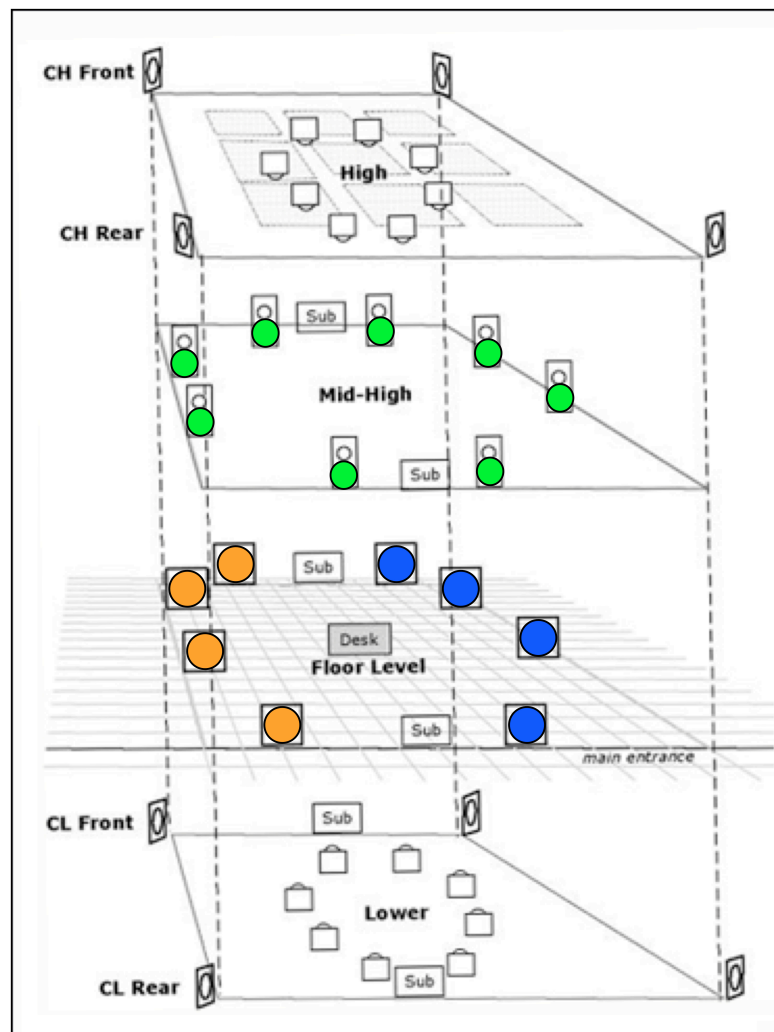 CH Front
High
CH Rear
Sub
Mid-High
Sub
Sub
Desk
Floor Level
Sub
main entrance
CL Front
Sub
Lower
CL Rear
Sub